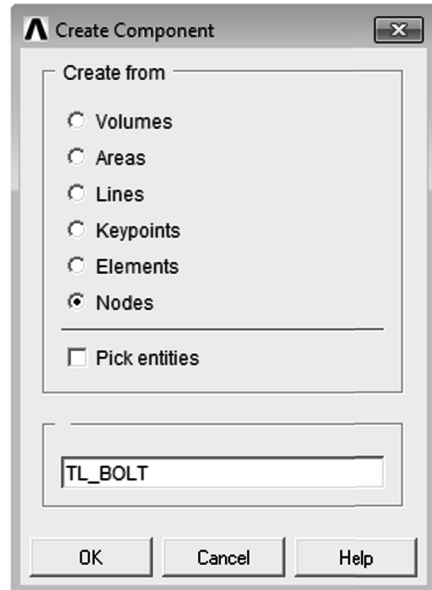 Create Component
Create from
Volumes
Areas
Lines
Keypoints
Elements
Nodes
Pick entities
TL_BOLT
OK Cancel Help